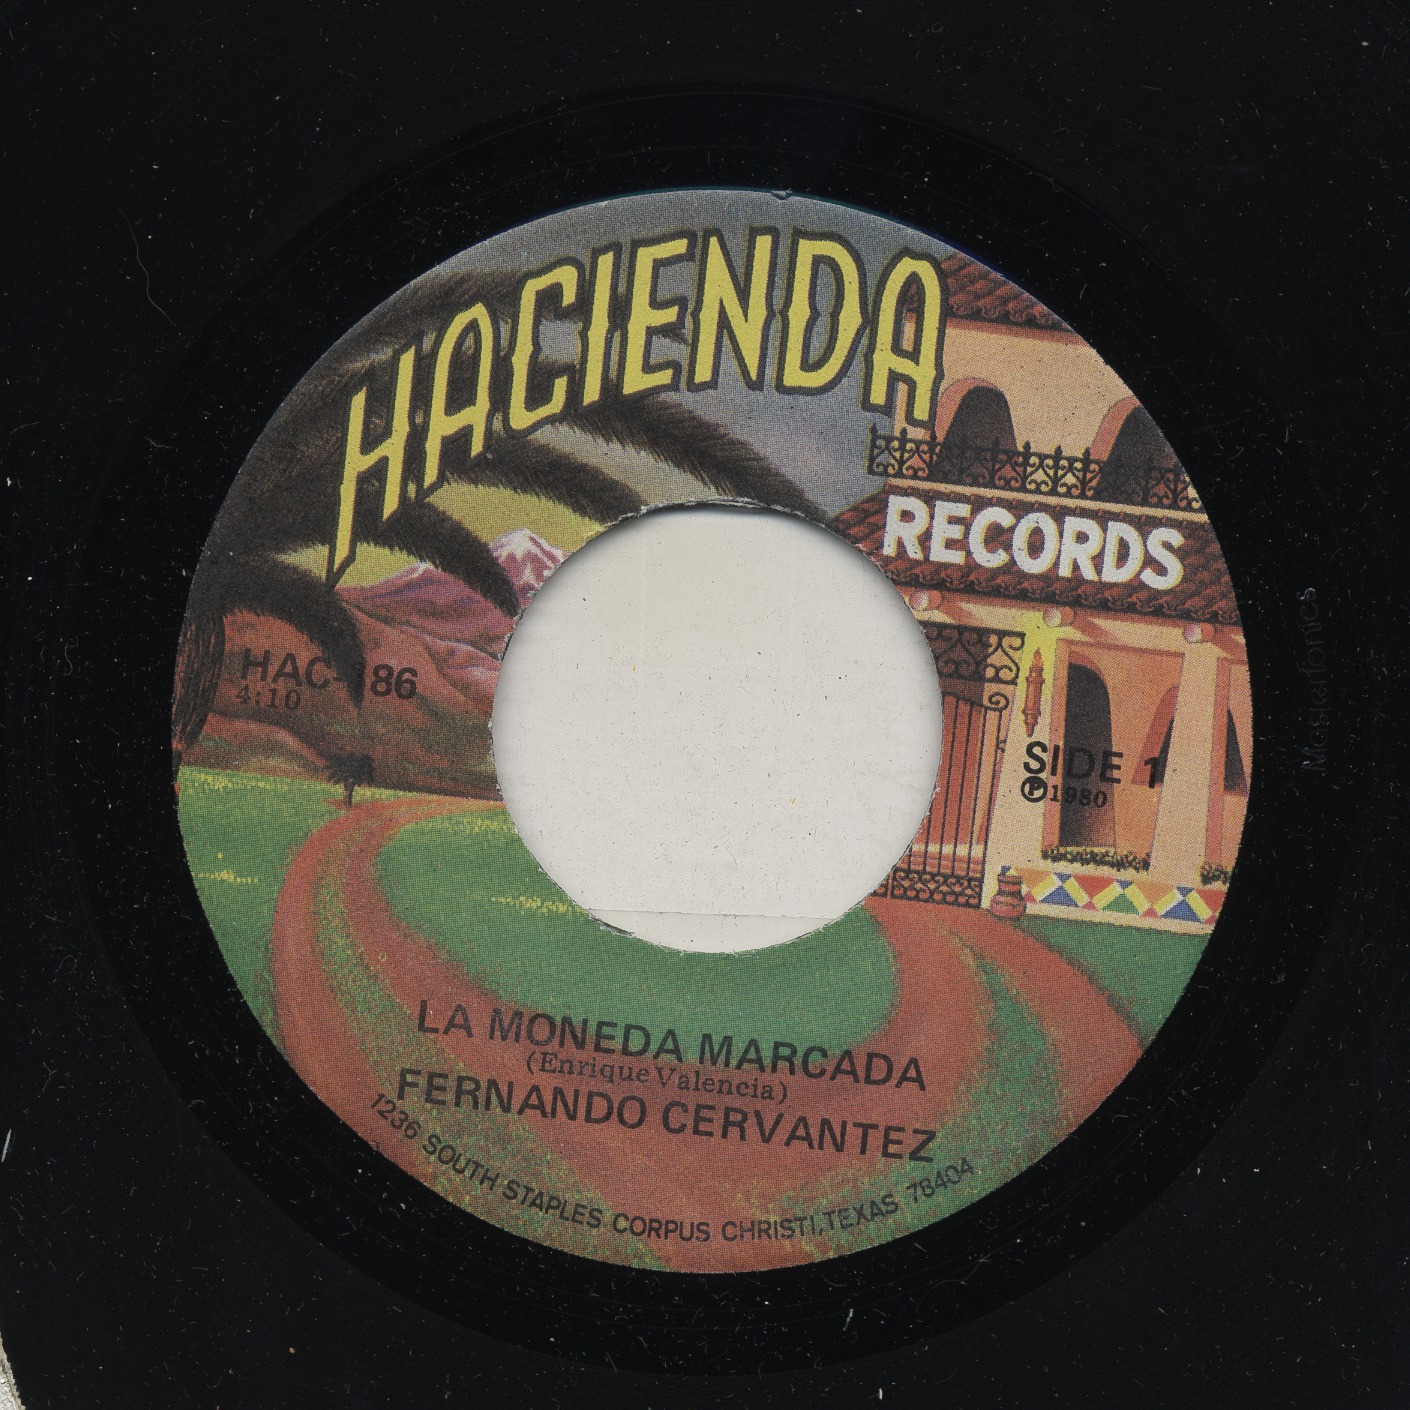 HACIENDA
RECORDS
HAC-186
4:10
SIDE 1
℗1980
LA MONEDA MARCADA
(Enrique Valencia)
FERNANDO CERVANTEZ
1236 SOUTH STAPLES CORPUS CHRISTI, TEXAS 78404